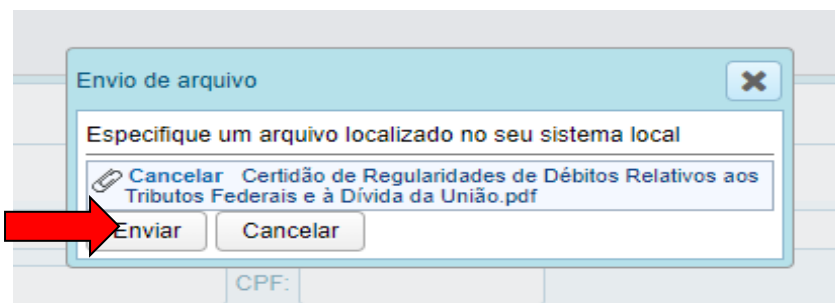 Envio de arquivo
Especifique um arquivo localizado no seu sistema local
Cancelar Certidão de Regularidades de Débitos Relativos aos
Tributos Federais e à Dívida da União.pdf
Enviar Cancelar
CPF: